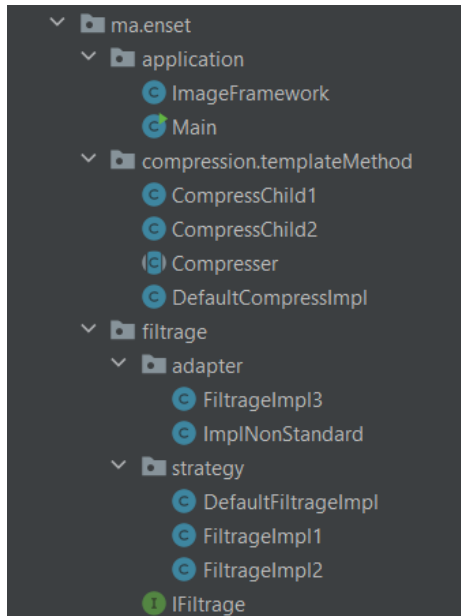 ma.enset
application
C ImageFramework
C Main
compression.templateMethod
C CompressChild1
C CompressChild2
C Compresser
C DefaultCompressImpl
filtrage
adapter
C FiltrageImpl3
C ImplNonStandard
strategy
C DefaultFiltrageImpl
C FiltrageImpl1
C FiltrageImpl2
I IFiltrage